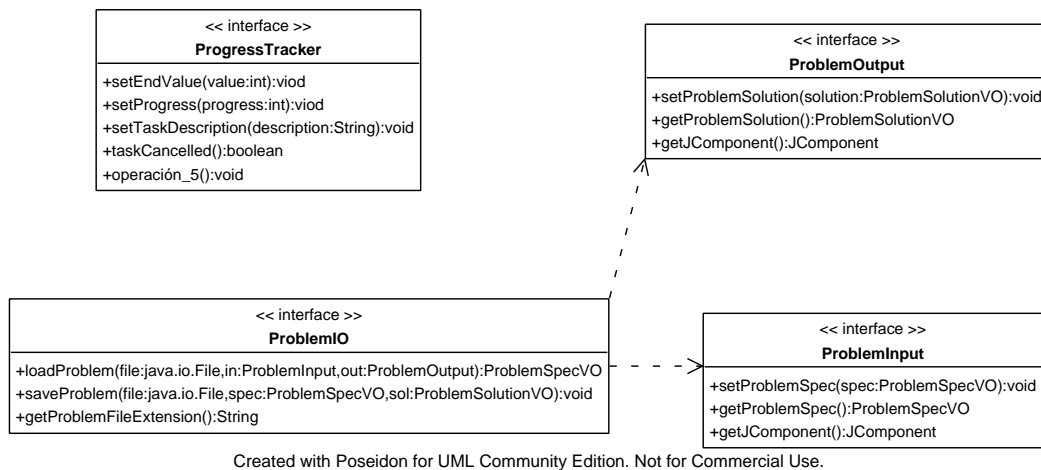 << interface >>
ProgressTracker
+setEndValue(value:int):viod
+setProgress(progress:int):viod
+setTaskDescription(description:String):void
+taskCancelled():boolean
+operación_5():void
<< interface >>
ProblemOutput
+setProblemSolution(solution:ProblemSolutionVO):void
+getProblemSolution():ProblemSolutionVO
+getJComponent():JComponent
<< interface >>
ProblemIO
+loadProblem(file:java.io.File,in:ProblemInput,out:ProblemOutput):ProblemSpecVO
+saveProblem(file:java.io.File,spec:ProblemSpecVO,sol:ProblemSolutionVO):void
+getProblemFileExtension():String
<< interface >>
ProblemInput
+setProblemSpec(spec:ProblemSpecVO):void
+getProblemSpec():ProblemSpecVO
+getJComponent():JComponent
Created with Poseidon for UML Community Edition. Not for Commercial Use.